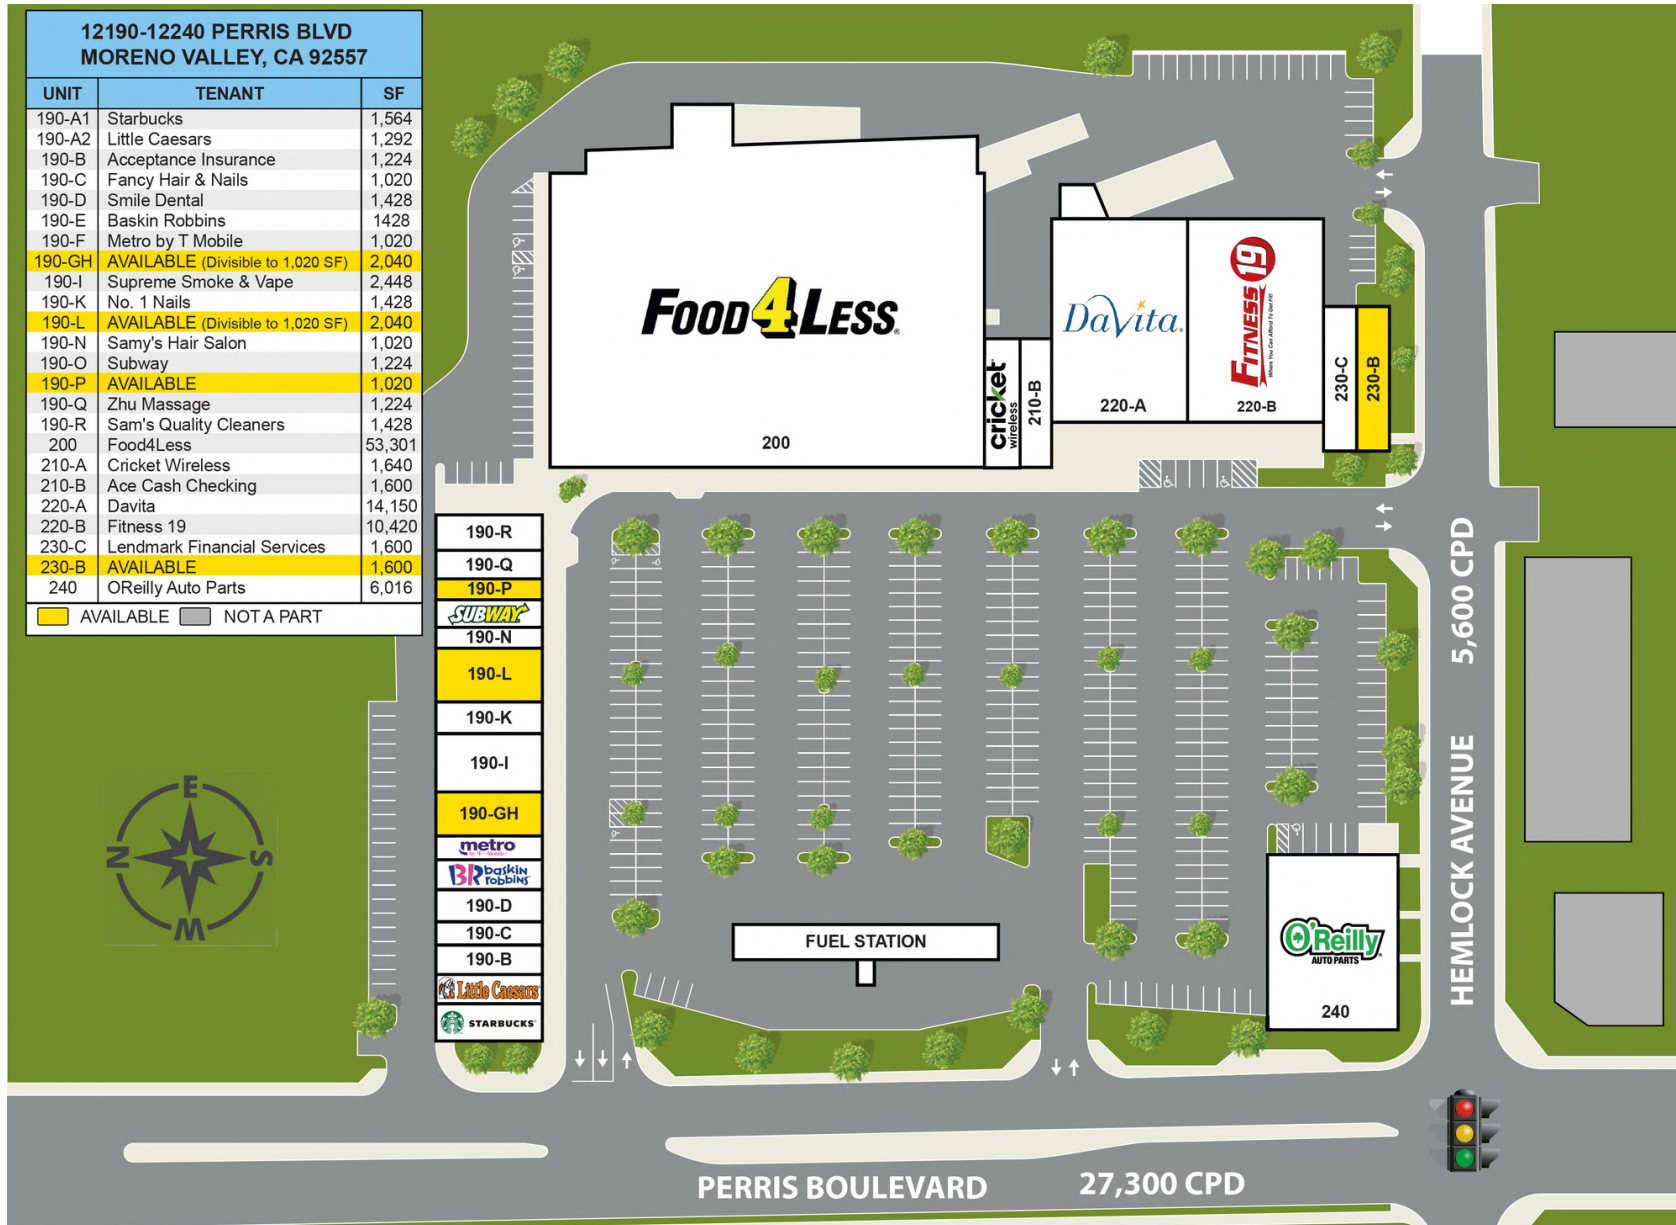 12190-12240 PERRIS BLVD
MORENO VALLEY, CA 92557
UNIT TENANT SF
190-A1 Starbucks 1,564
190-A2 Little Caesars 1,292
190-B Acceptance Insurance 1,224
190-C Fancy Hair & Nails 1,020
190-D Smile Dental 1,428
190-E Baskin Robbins 1428
190-F Metro by T Mobile 1,020
190-GH AVAILABLE (Divisible to 1,020 SF) 2,040
190-I Supreme Smoke & Vape 2,448
190-K No. 1 Nails 1,428
190-L AVAILABLE (Divisible to 1,020 SF) 2,040
190-N Samy's Hair Salon 1,020
190-O Subway 1,224
190-P AVAILABLE 1,020
190-Q Zhu Massage 1,224
190-R Sam's Quality Cleaners 1,428
200 Food4Less 53,301
210-A Cricket Wireless 1,640
210-B Ace Cash Checking 1,600
220-A Davita 14,150
220-B Fitness 19 10,420
230-C Lendmark Financial Services 1,600
230-B AVAILABLE 1,600
240 OReilly Auto Parts 6,016
AVAILABLE NOT A PART
FOOD4LESS
200
cricket
wireless
210-B
DaVita
220-A
FITNESS 19
Where You Can Afford To Get Fit!
220-B
230-C
230-B
190-R
190-Q
190-P
SUBWAY
190-N
190-L
190-K
190-I
190-GH
metro
by T-Mobile
BR baskin
robbins
190-D
190-C
190-B
Little Caesars
STARBUCKS
E
N S
W
FUEL STATION
O'Reilly
AUTO PARTS
240
HEMLOCK AVENUE 5,600 CPD
PERRIS BOULEVARD 27,300 CPD